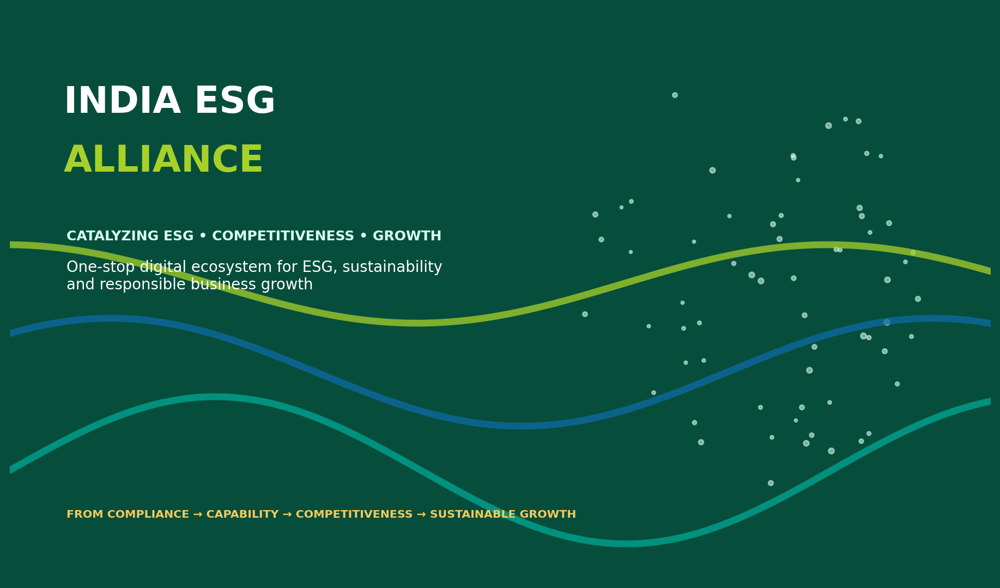 INDIA ESG
ALLIANCE
CATALYZING ESG • COMPETITIVENESS • GROWTH
One-stop digital ecosystem for ESG, sustainability
and responsible business growth
FROM COMPLIANCE → CAPABILITY → COMPETITIVENESS → SUSTAINABLE GROWTH